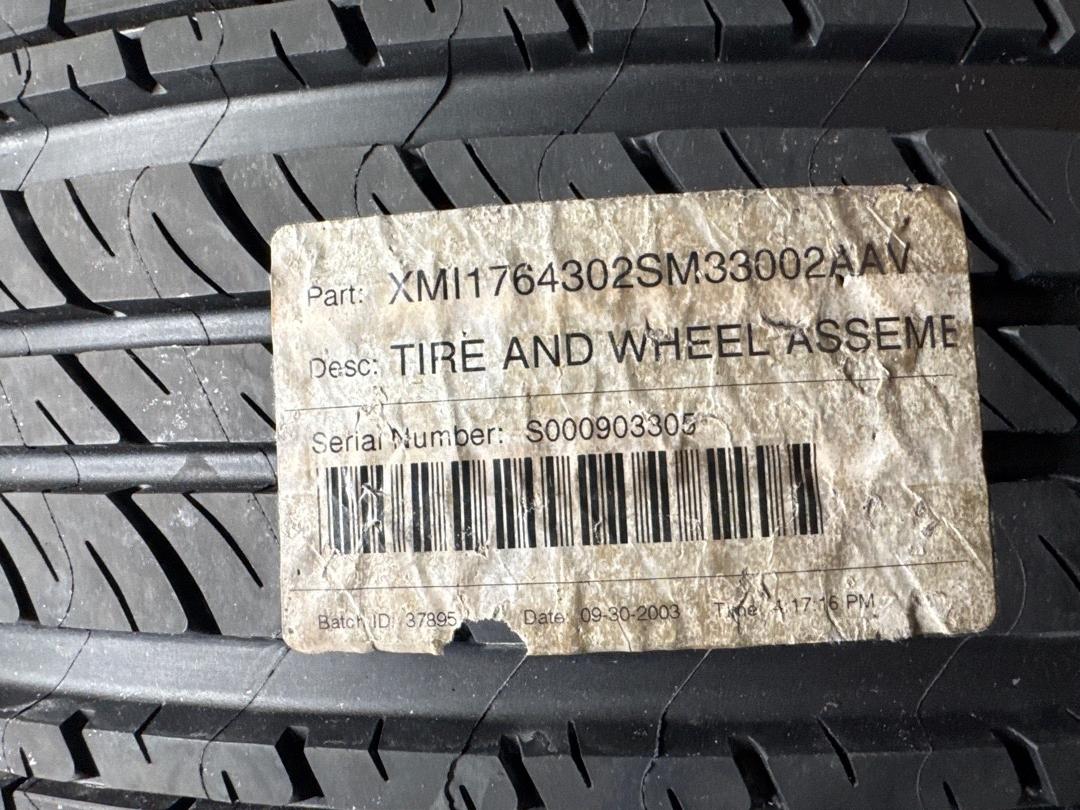 Part: XMI1764302SM33002AAV
Desc: TIRE AND WHEEL ASSEME
Serial Number: S000903305
Batch ID: 37895 Date: 09-30-2003 Time: 4:17:16 PM